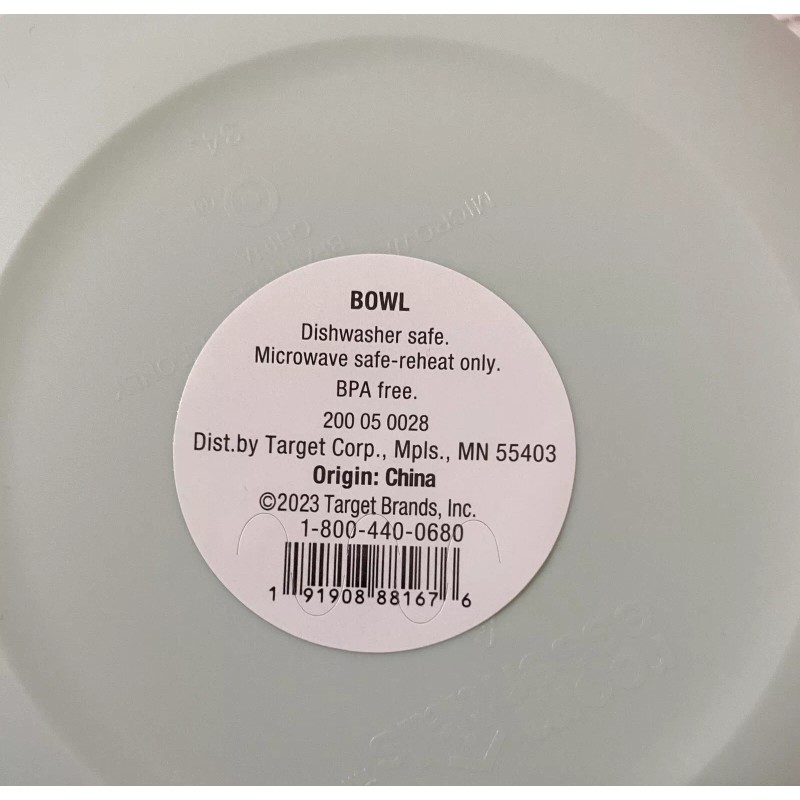 BOWL
Dishwasher safe.
Microwave safe-reheat only.
BPA free.
200 05 0028
Dist.by Target Corp., Mpls., MN 55403
Origin: China
©2023 Target Brands, Inc.
1-800-440-0680
1 91908 88167 6